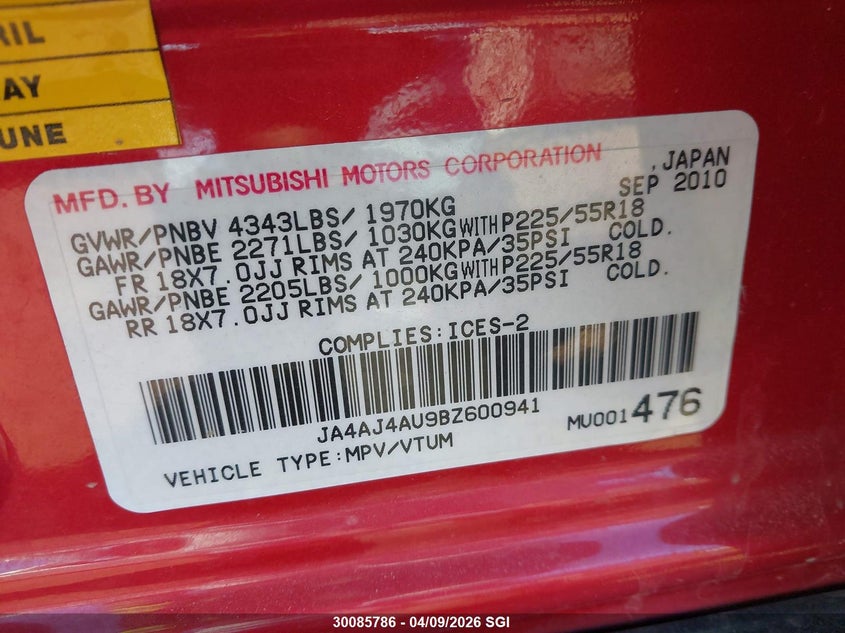 RIL
AY
UNE
MFD. BY MITSUBISHI MOTORS CORPORATION , JAPAN
SEP 2010
GVWR/PNBV 4343LBS/ 1970KG
GAWR/PNBE 2271LBS/ 1030KG WITH P225/55R18
FR 18X7.0JJ RIMS AT 240KPA/35PSI COLD.
GAWR/PNBE 2205LBS/ 1000KG WITH P225/55R18
RR 18X7.0JJ RIMS AT 240KPA/35PSI COLD.
COMPLIES:ICES-2
JA4AJ4AU9BZ600941
MU001476
VEHICLE TYPE:MPV/VTUM
30085786 - 04/09/2026 SGI